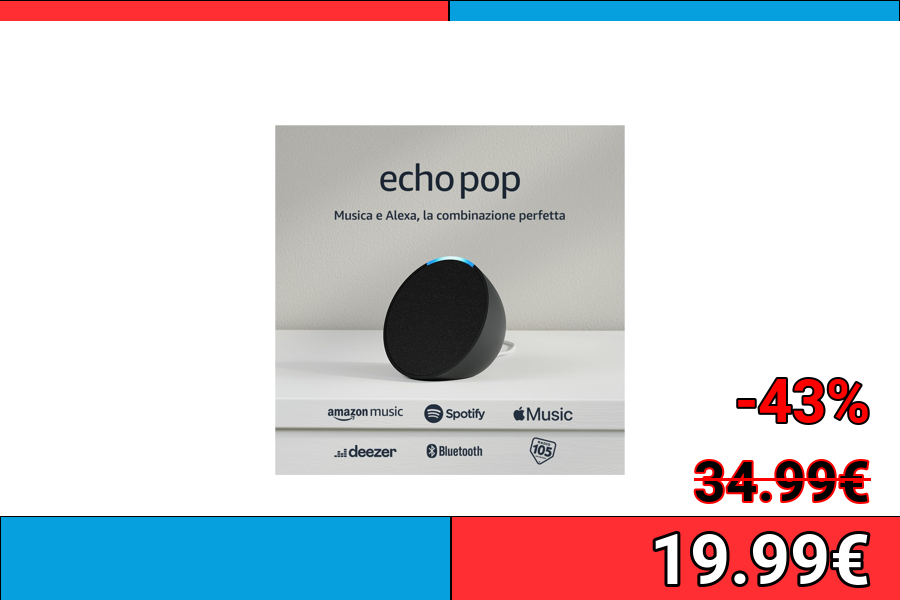 echo pop
Musica e Alexa, la combinazione perfetta
amazon music
Spotify
Music
deezer
Bluetooth
105
-43%
34.99€
19.99€